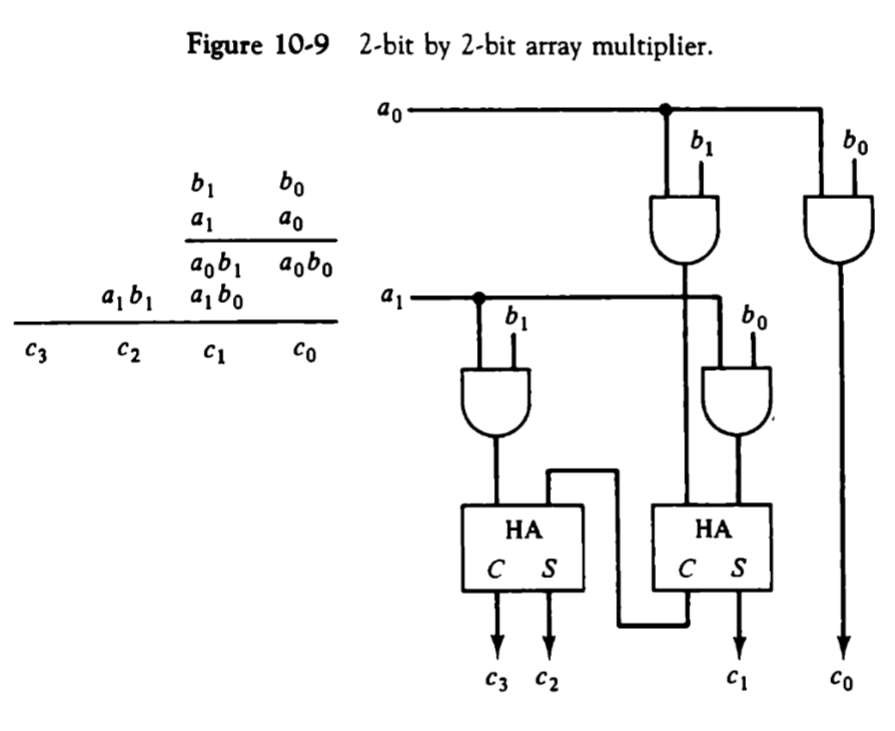 Figure 10-9 2-bit by 2-bit array multiplier.
b₁ b₀
a₁ a₀
a₀b₁ a₀b₀
a₁b₁ a₁b₀
c₃ c₂ c₁ c₀
a₀
b₁ b₀
a₁
b₁ b₀
HA HA
C S C S
c₃ c₂ c₁ c₀